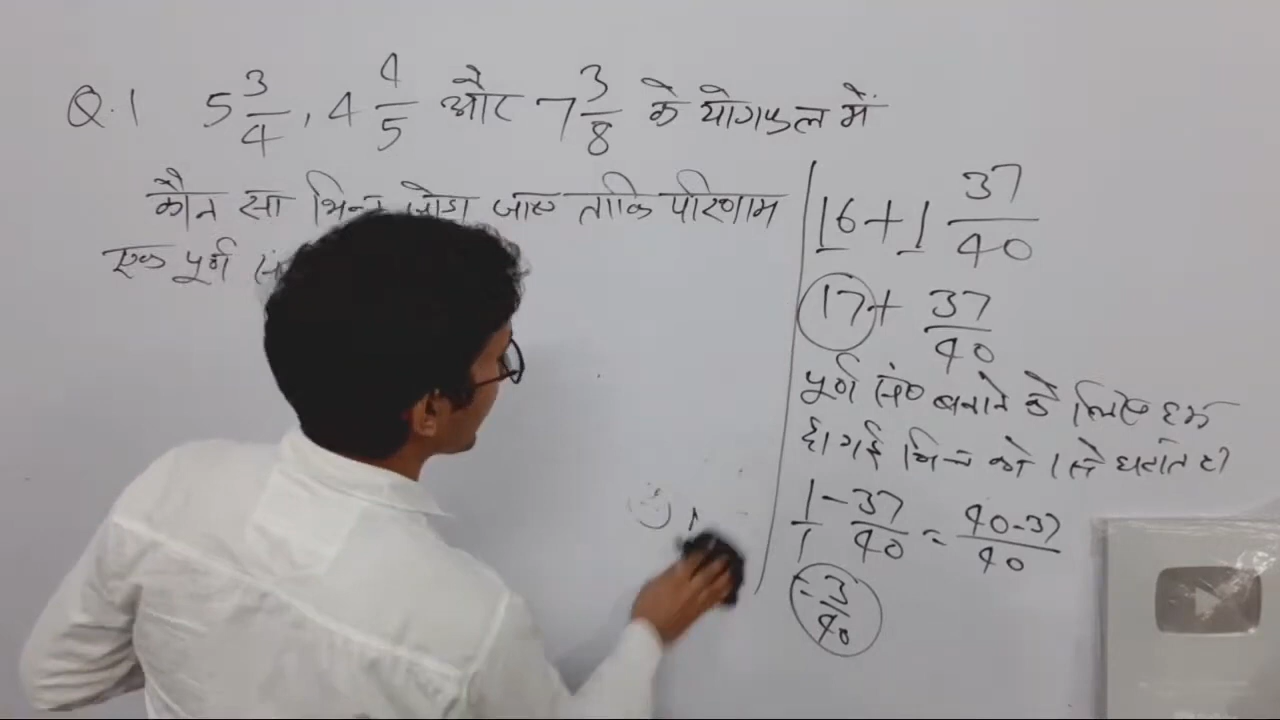 Q.1 5 3/4 , 4 4/5 और 7 3/8 के योगफल में
कौन सा भिन्न जोडा जाए ताकि परिणाम
एक पूर्ण
16+1 37/40
17+ 37/40
पूर्ण सं० बनाने के लिए हम
दी गई भिन्न को 1 से घटाते है
1/1 - 37/40 = 40-37/40
= 3/40